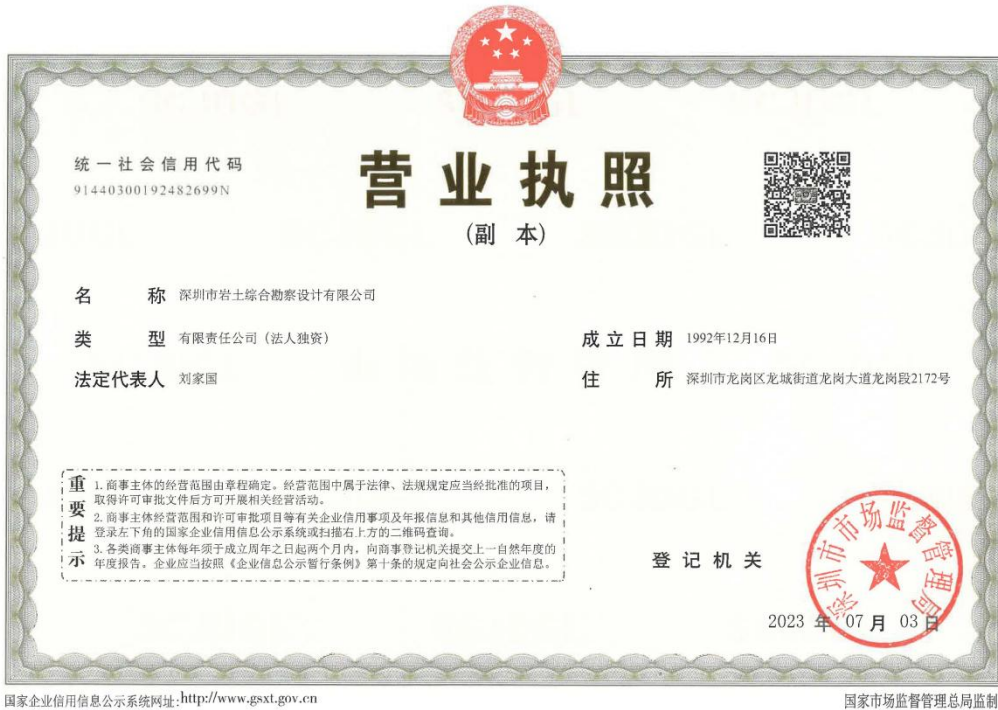 统一社会信用代码
91440300192482699N
营业执照
(副 本)
名 称 深圳市岩土综合勘察设计有限公司
类 型 有限责任公司（法人独资）
成立日期 1992年12月16日
法定代表人 刘家国
住 所 深圳市龙岗区龙城街道龙岗大道龙岗段2172号
重要提示
1. 商事主体的经营范围由章程确定。经营范围中属于法律、法规规定应当经批准的项目，
取得许可审批文件后方可开展相关经营活动。
2. 商事主体经营范围和许可审批项目等有关企业信用事项及年报信息和其他信用信息，请
登录左下角的国家企业信用信息公示系统或扫描右上方的二维码查询。
3. 各类商事主体每年须于成立周年之日起两个月内，向商事登记机关提交上一自然年度的
年度报告。企业应当按照《企业信息公示暂行条例》第十条的规定向社会公示企业信息。
登记机关
深圳市市场监督管理局
2023 年 07 月 03 日
国家企业信用信息公示系统网址:http://www.gsxt.gov.cn
国家市场监督管理总局监制